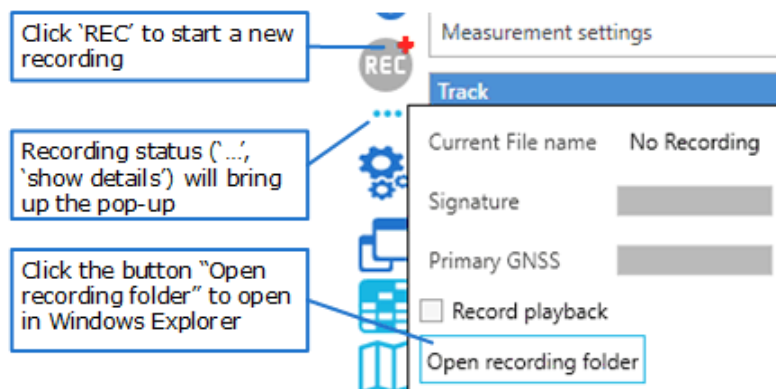 Click ‘REC’ to start a new
recording
REC
Measurement settings
Track
Recording status (‘...’,
‘show details’) will bring
up the pop-up
Current File name No Recording
Signature
Primary GNSS
Record playback
Click the button “Open
recording folder” to open
in Windows Explorer
Open recording folder